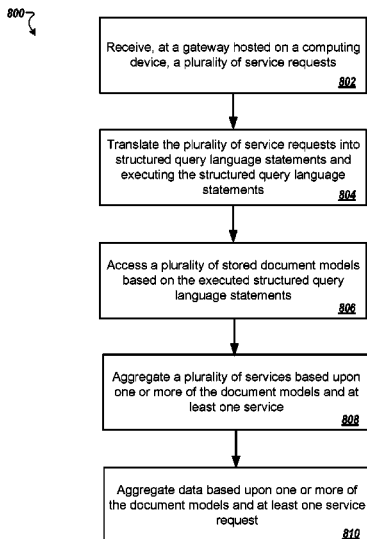 800
Receive, at a gateway hosted on a computing
device, a plurality of service requests
802
Translate the plurality of service requests into
structured query language statements and
executing the structured query language
statements
804
Access a plurality of stored document models
based on the executed structured query
language statements
806
Aggregate a plurality of services based upon
one or more of the document models and at
least one service
808
Aggregate data based upon one or more of
the document models and at least one service
request
810